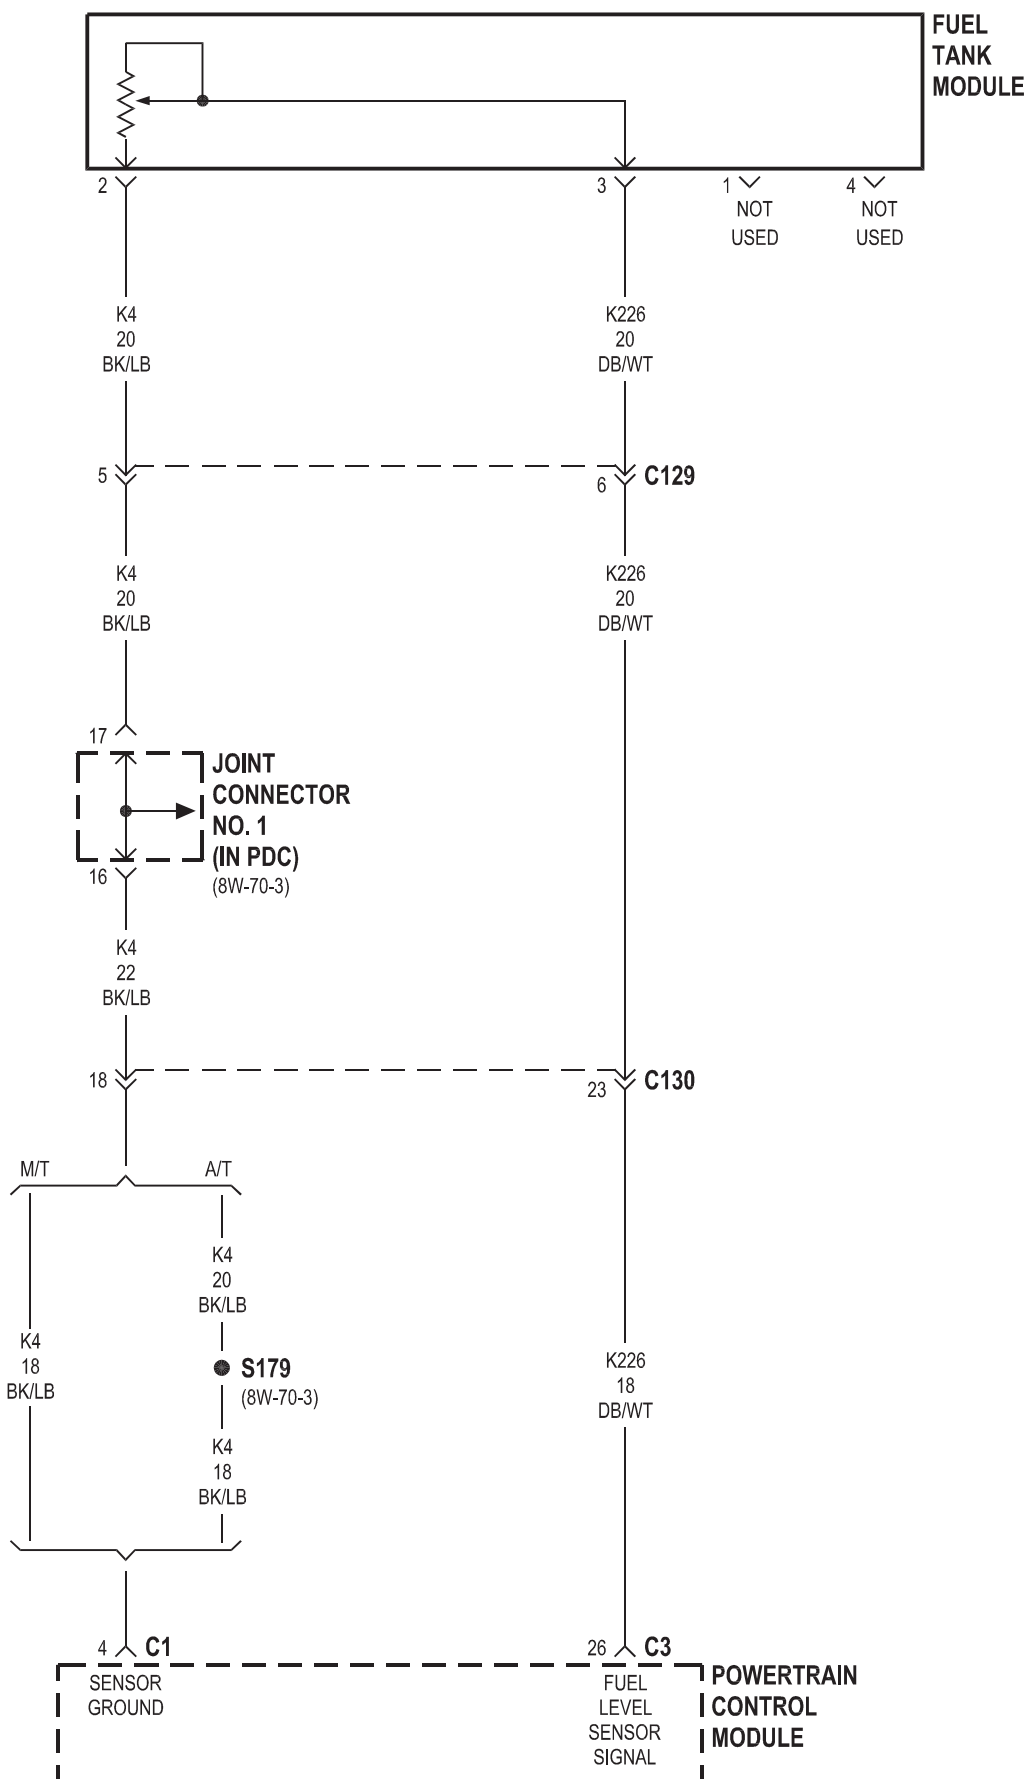 FUEL
TANK
MODULE
2
3
1
4
NOT
USED
NOT
USED
K4
20
BK/LB
K226
20
DB/WT
5
6
C129
K4
20
BK/LB
K226
20
DB/WT
17
JOINT
CONNECTOR
NO. 1
(IN PDC)
(8W-70-3)
16
K4
22
BK/LB
18
23
C130
M/T
A/T
K4
20
BK/LB
K4
18
BK/LB
S179
(8W-70-3)
K226
18
DB/WT
K4
18
BK/LB
4
C1
26
C3
SENSOR
GROUND
FUEL
LEVEL
SENSOR
SIGNAL
POWERTRAIN
CONTROL
MODULE